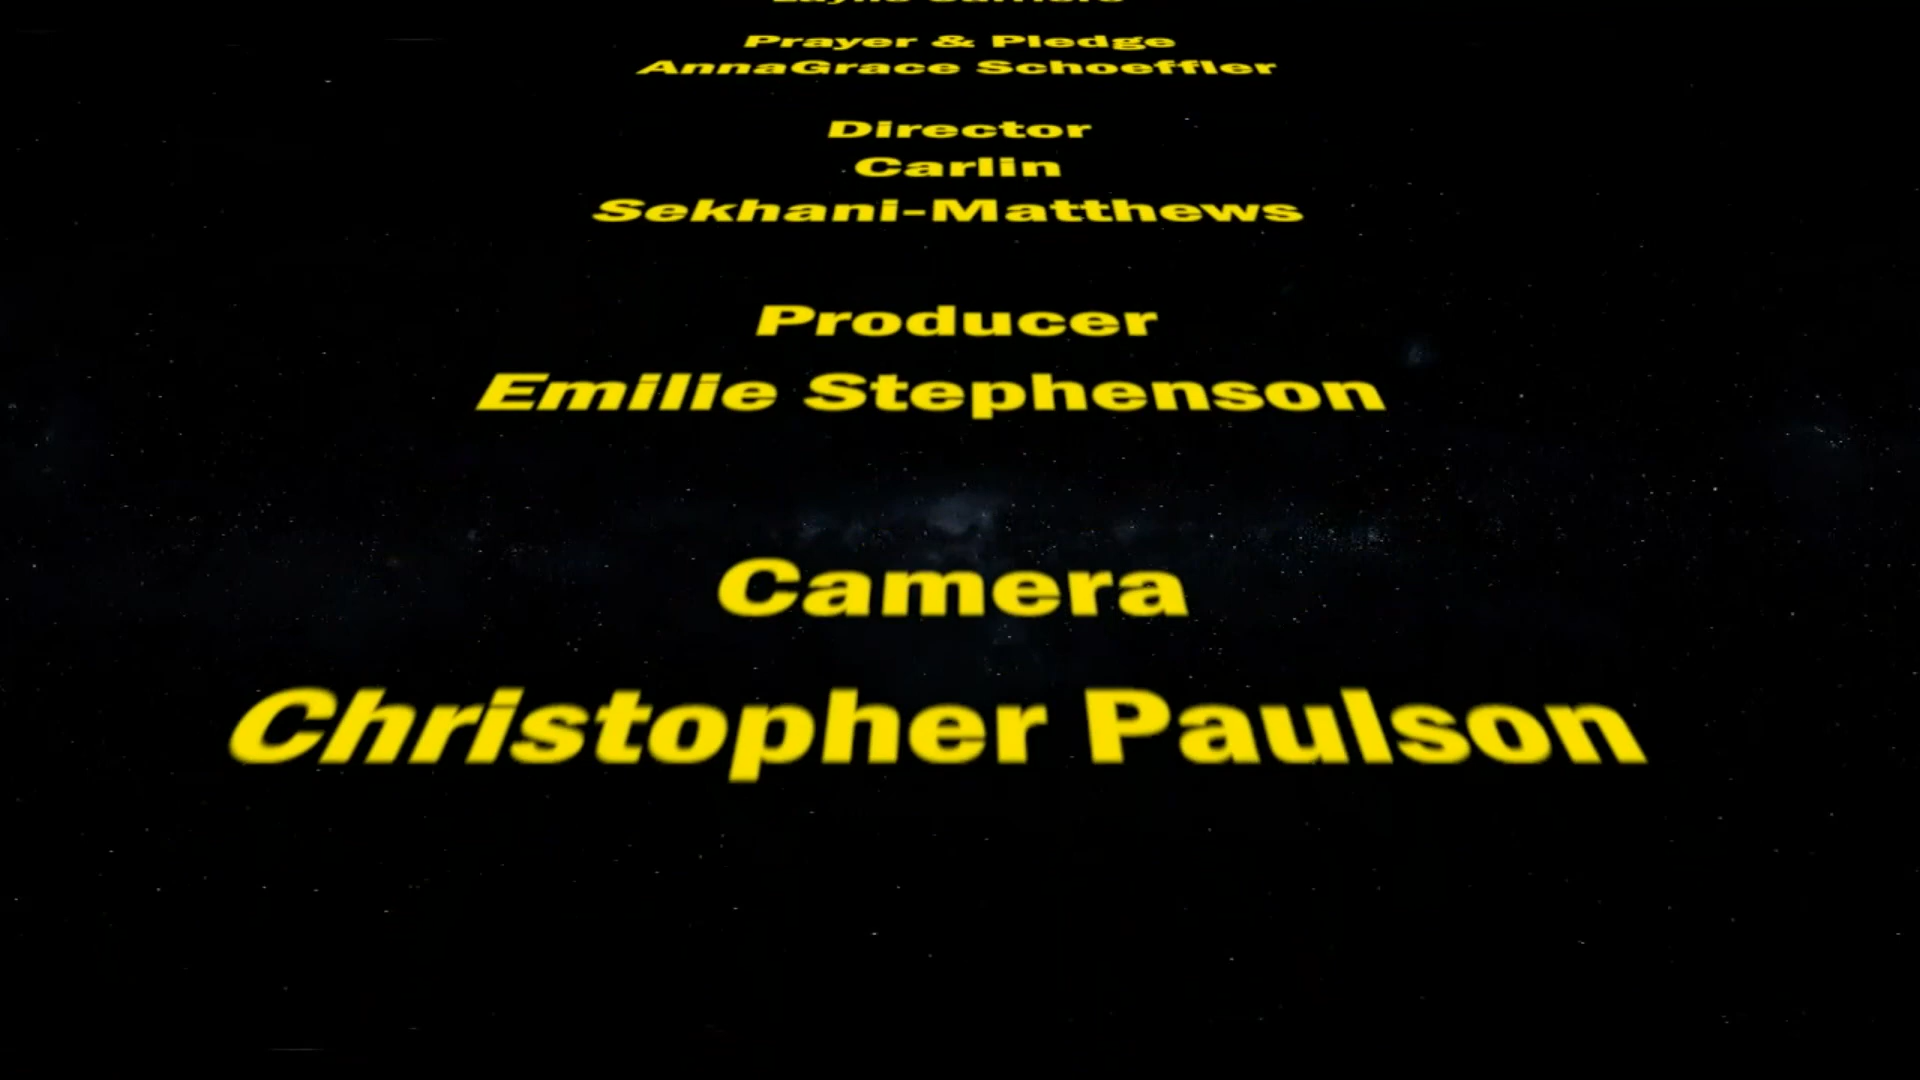 Prayer & Pledge
AnnaGrace Schoeffler
Director
Carlin
Sekhani-Matthews
Producer
Emilie Stephenson
Camera
Christopher Paulson